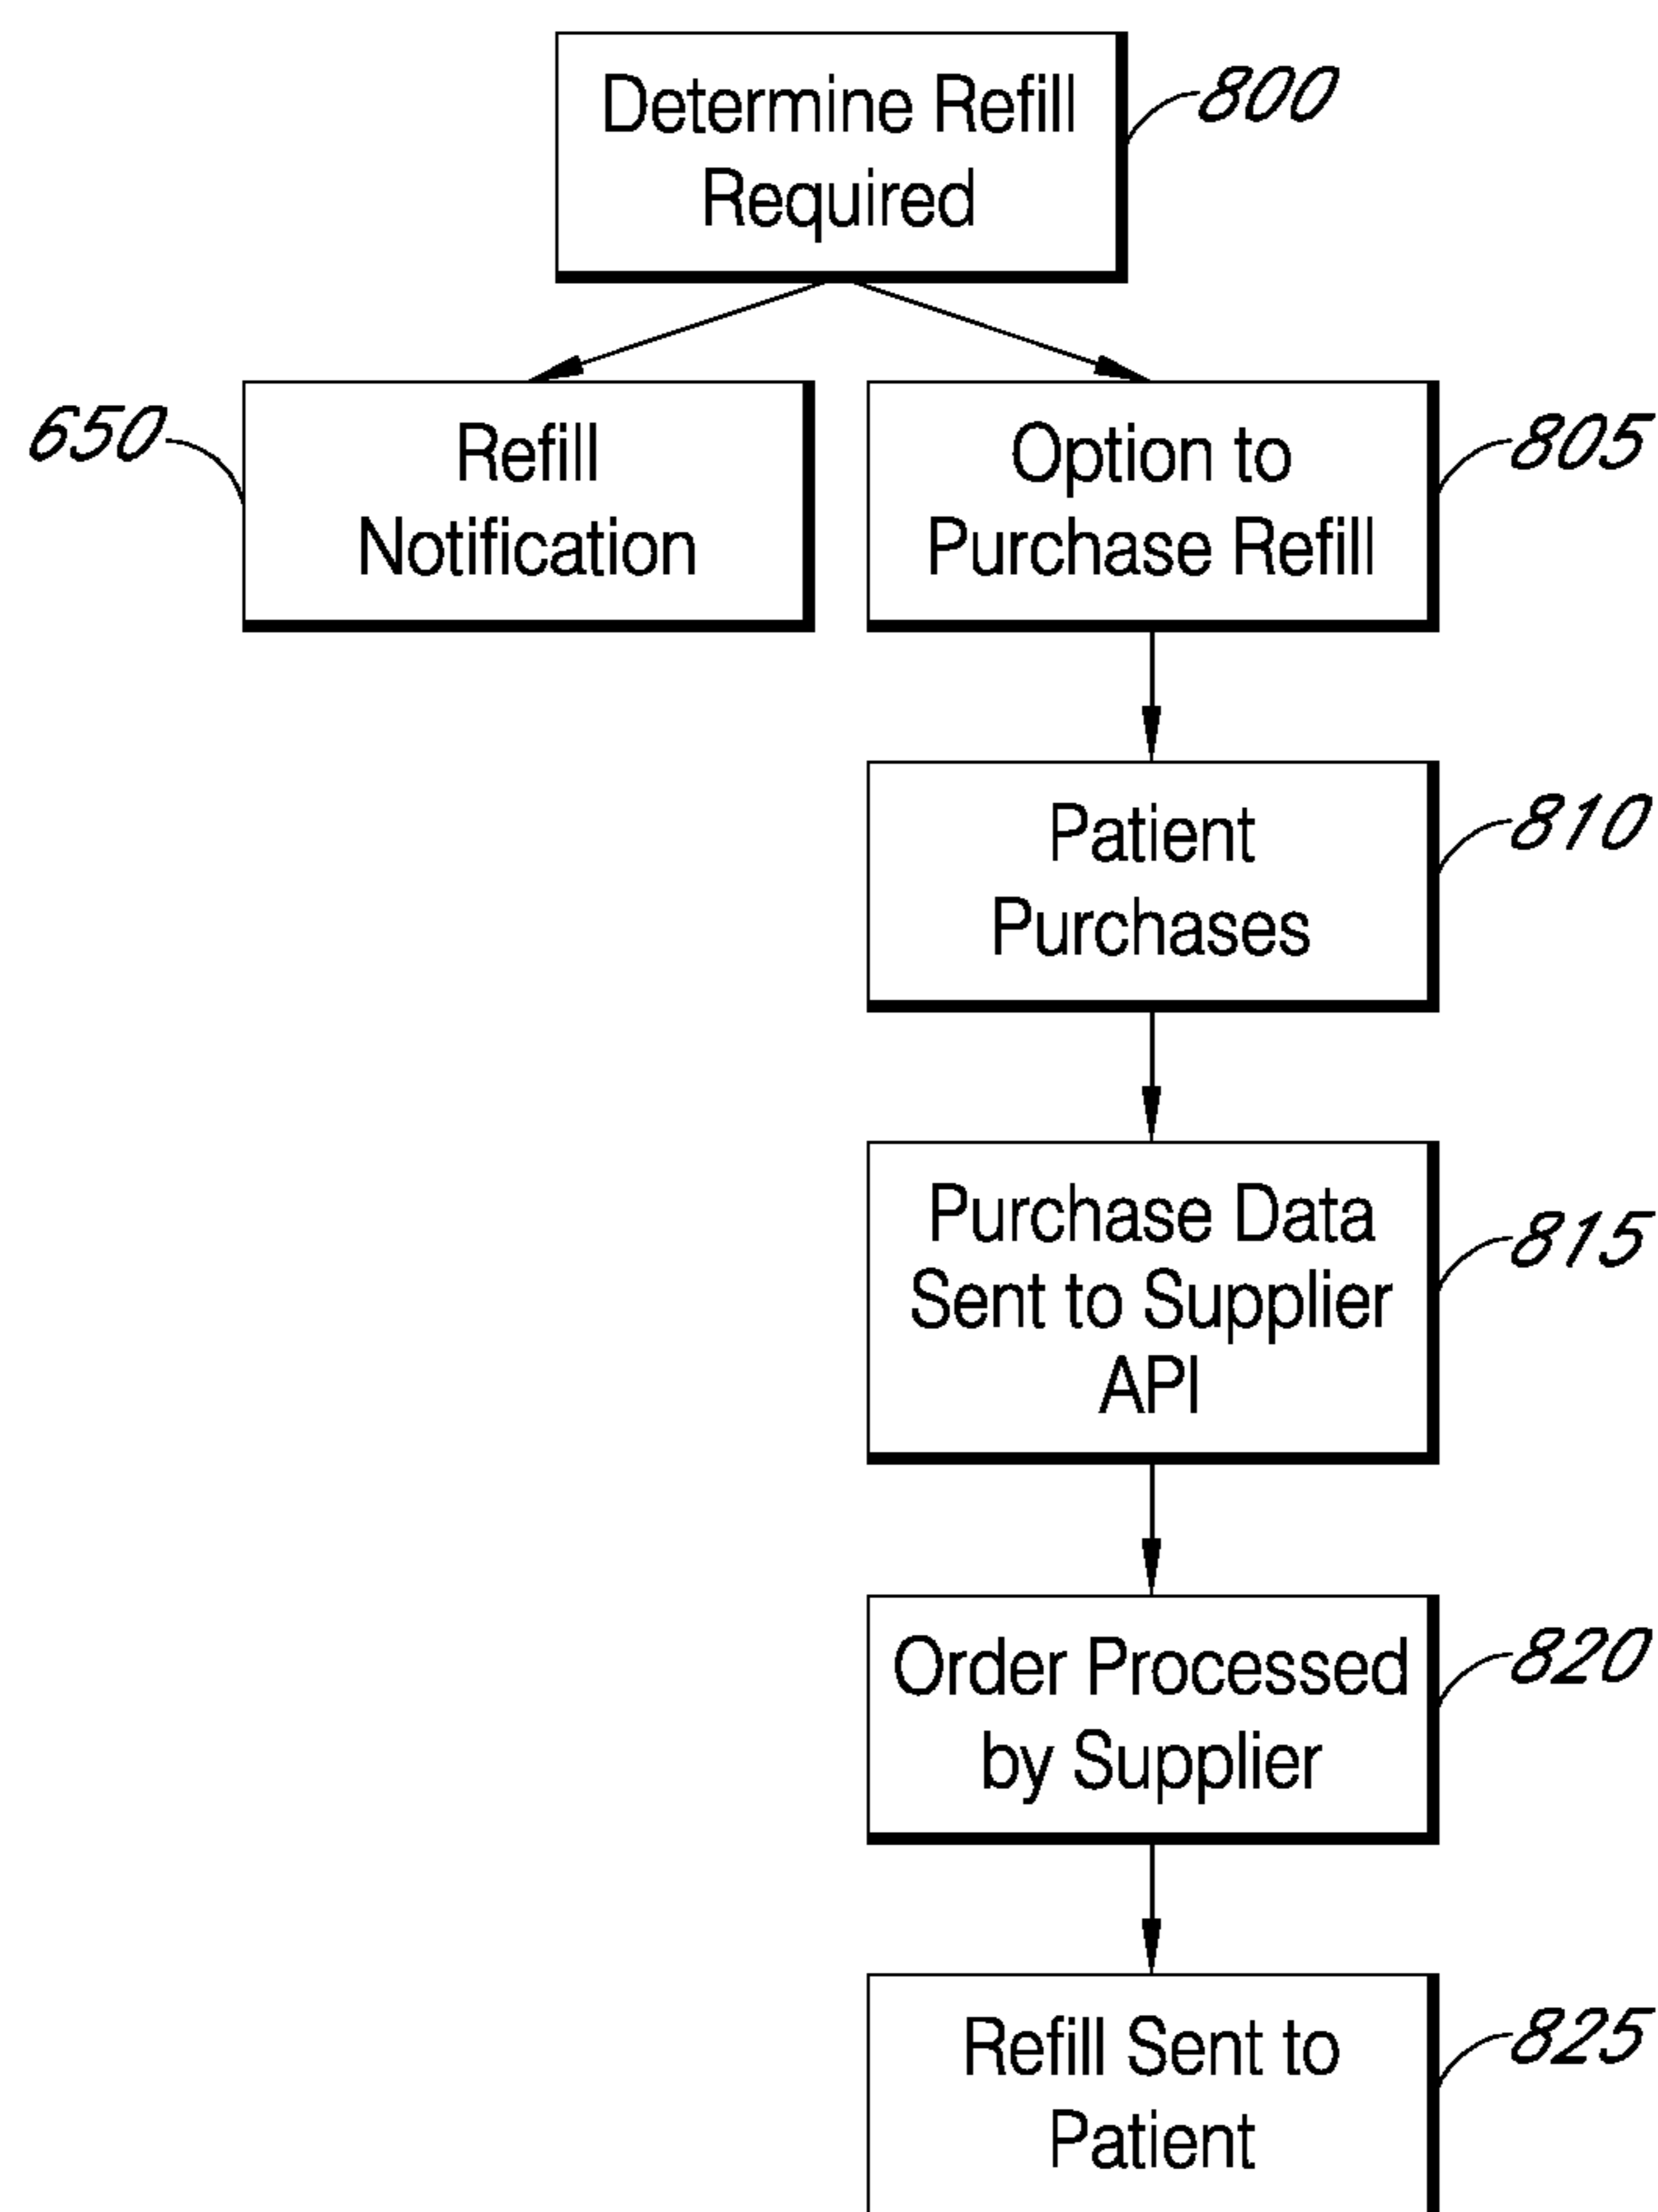 Determine Refill
Required
800
650
Refill
Notification
Option to
Purchase Refill
805
Patient
Purchases
810
Purchase Data
Sent to Supplier
API
815
Order Processed
by Supplier
820
Refill Sent to
Patient
825